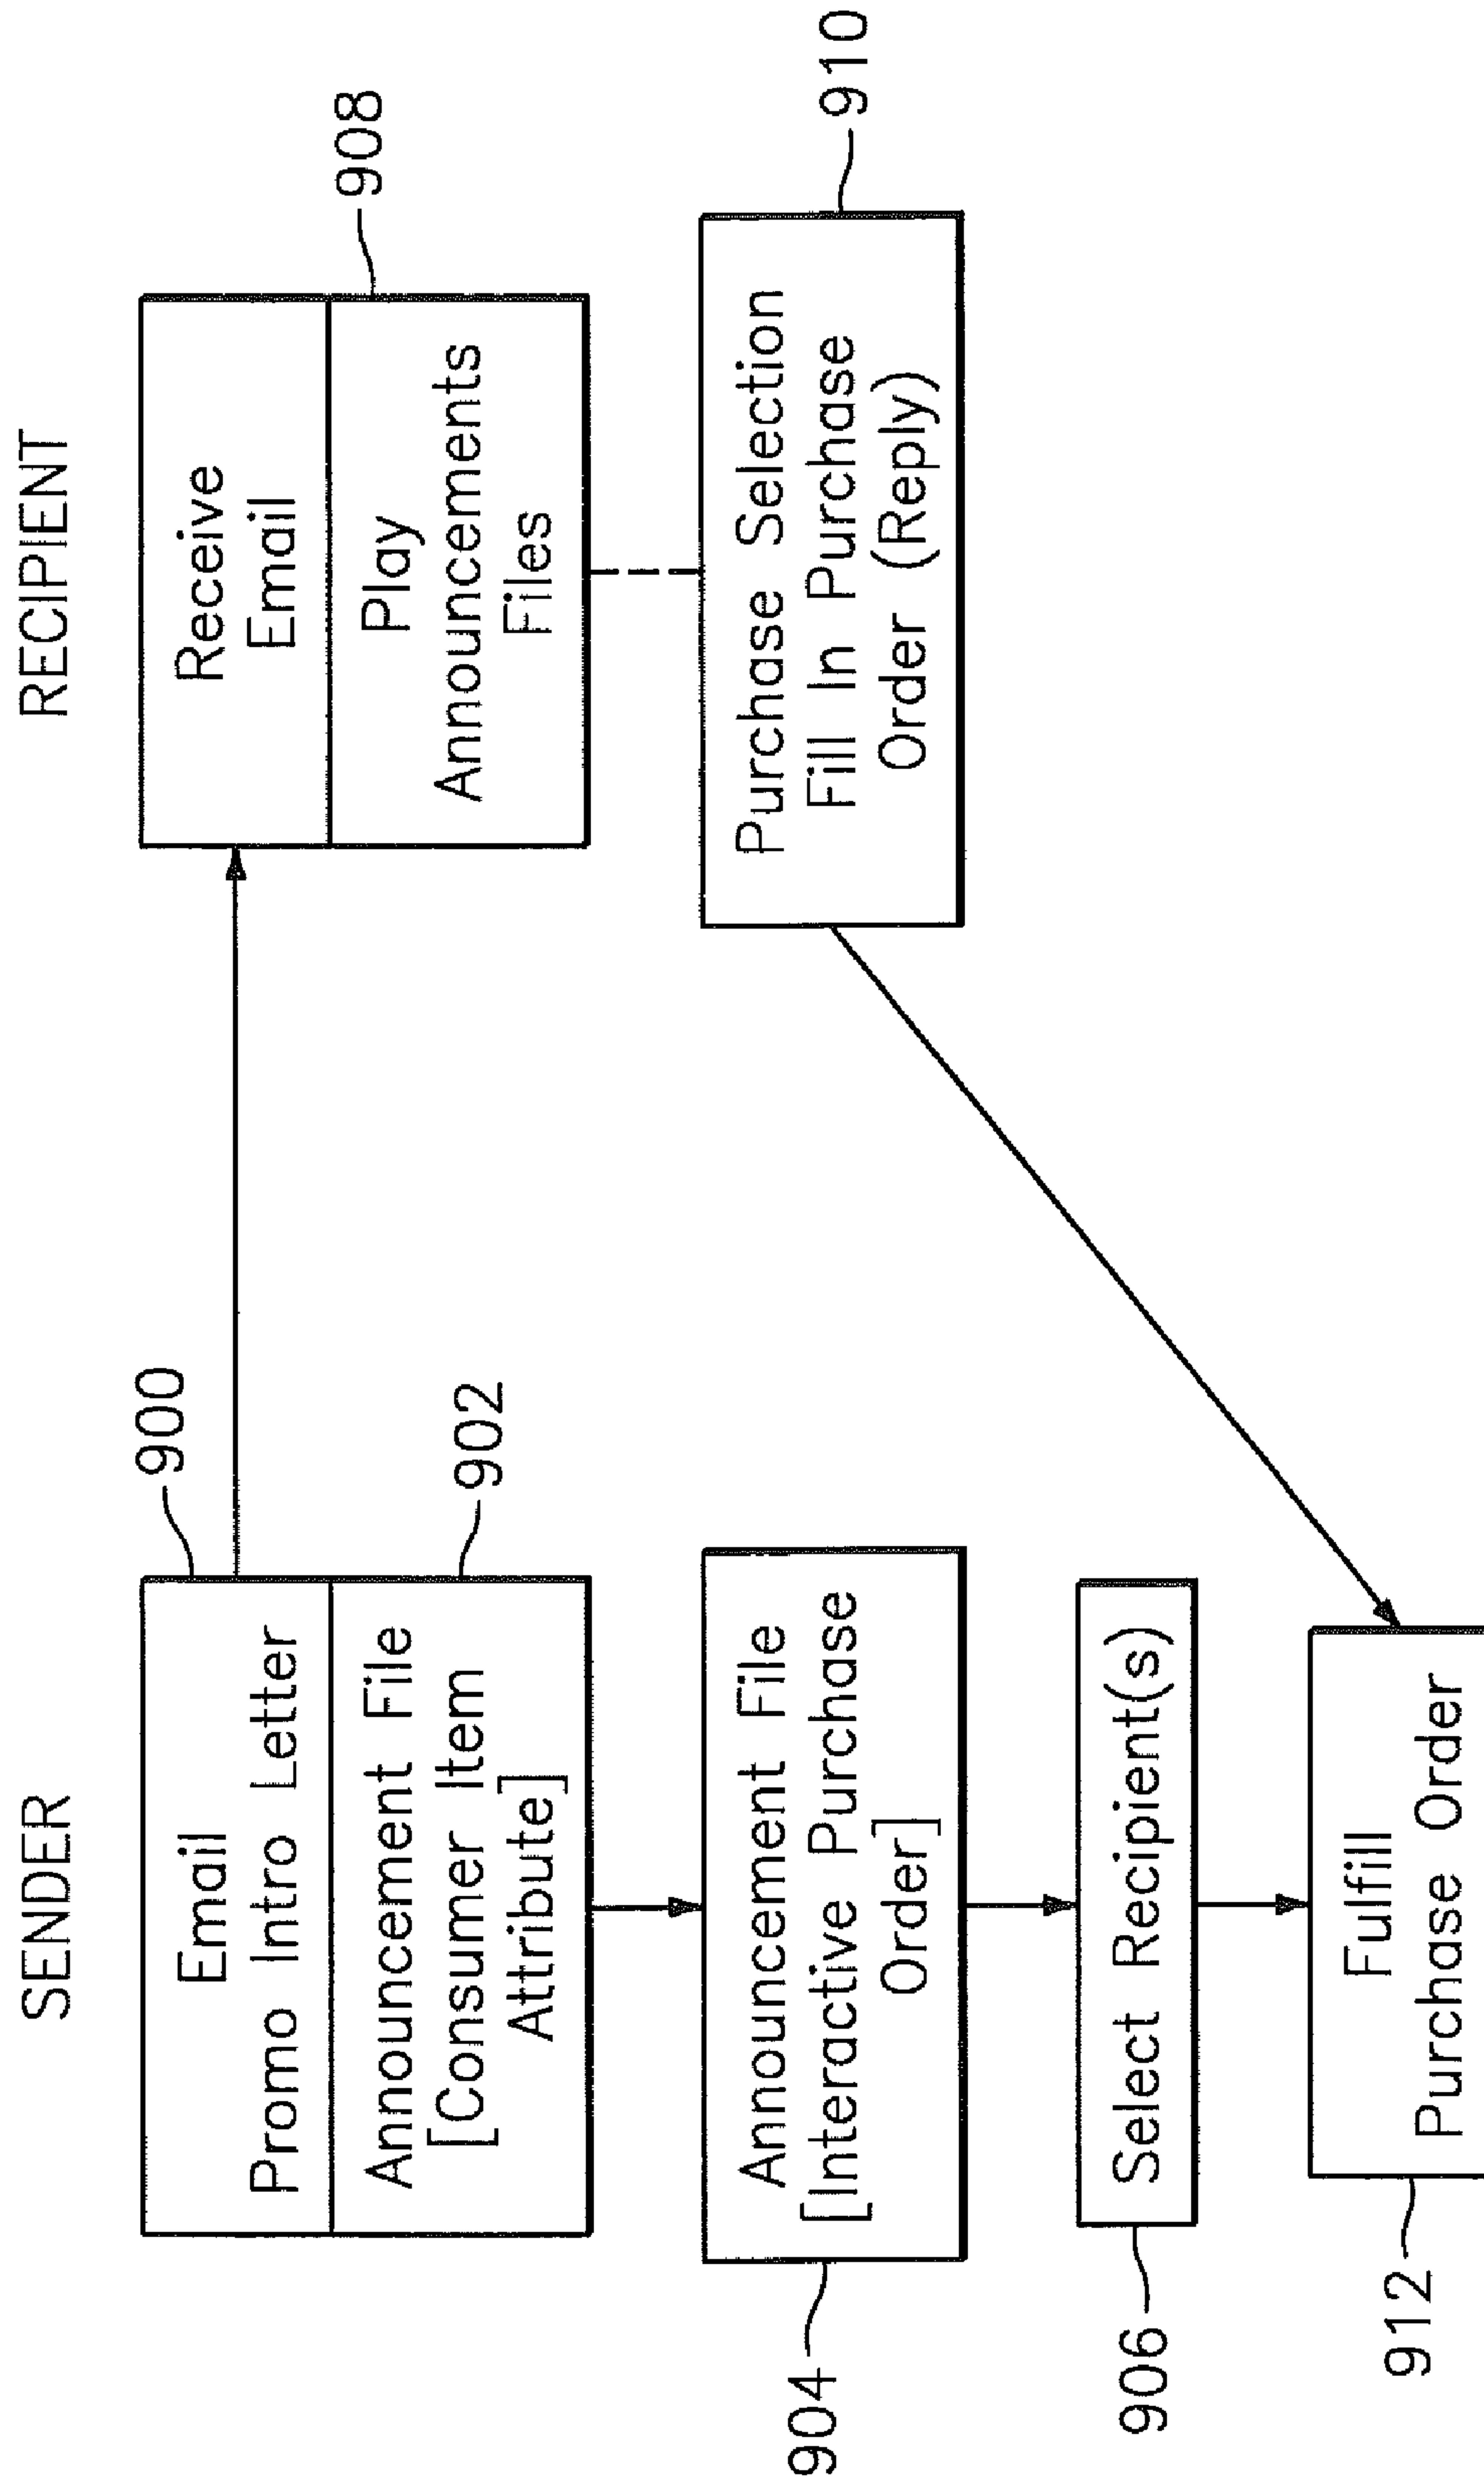 SENDER
RECIPIENT
900
Email
Promo Intro Letter
Announcement File
[Consumer Item
Attribute]
902
Announcement File
[Interactive Purchase
Order]
904
Select Recipient(s)
906
Fulfill
Purchase Order
912
Receive
Email
Play
Announcements
Files
908
Purchase Selection
Fill In Purchase
Order (Reply)
910